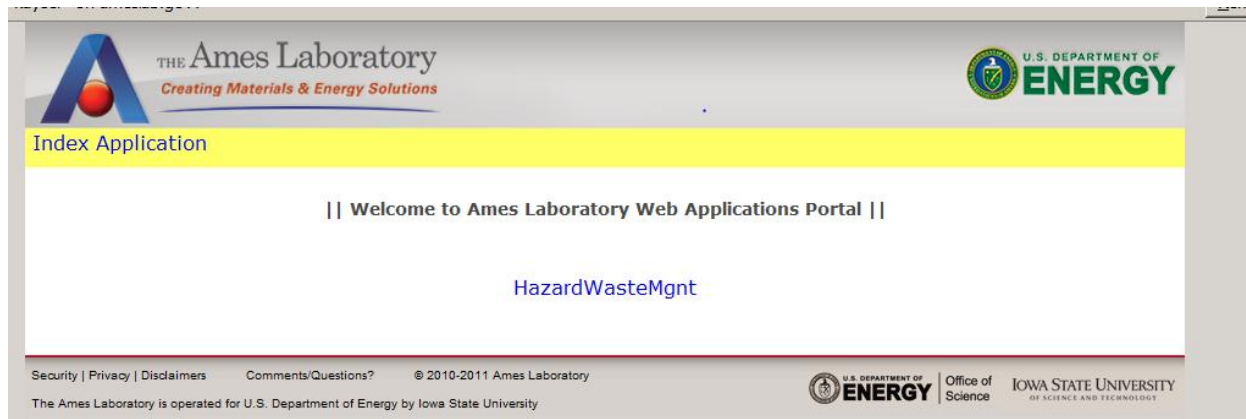 THE Ames Laboratory
Creating Materials & Energy Solutions
U.S. DEPARTMENT OF
ENERGY
Index Application
|| Welcome to Ames Laboratory Web Applications Portal ||
HazardWasteMgnt
Security | Privacy | Disclaimers Comments/Questions? © 2010-2011 Ames Laboratory
The Ames Laboratory is operated for U.S. Department of Energy by Iowa State University
U.S. DEPARTMENT OF
ENERGY
Office of
Science
IOWA STATE UNIVERSITY
OF SCIENCE AND TECHNOLOGY